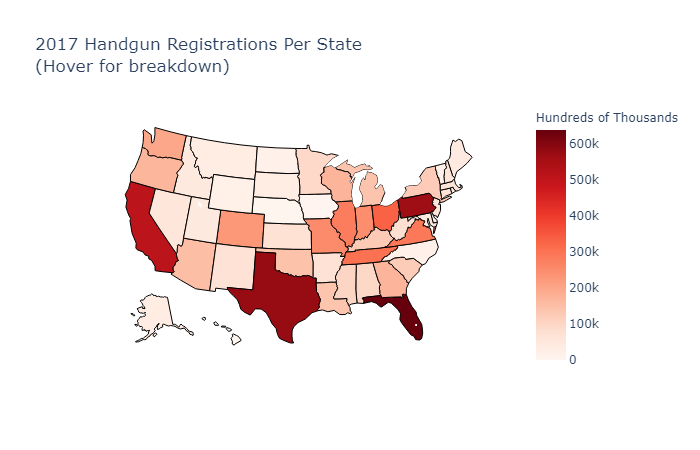 2017 Handgun Registrations Per State
(Hover for breakdown)
Hundreds of Thousands
600k
500k
400k
300k
200k
100k
0